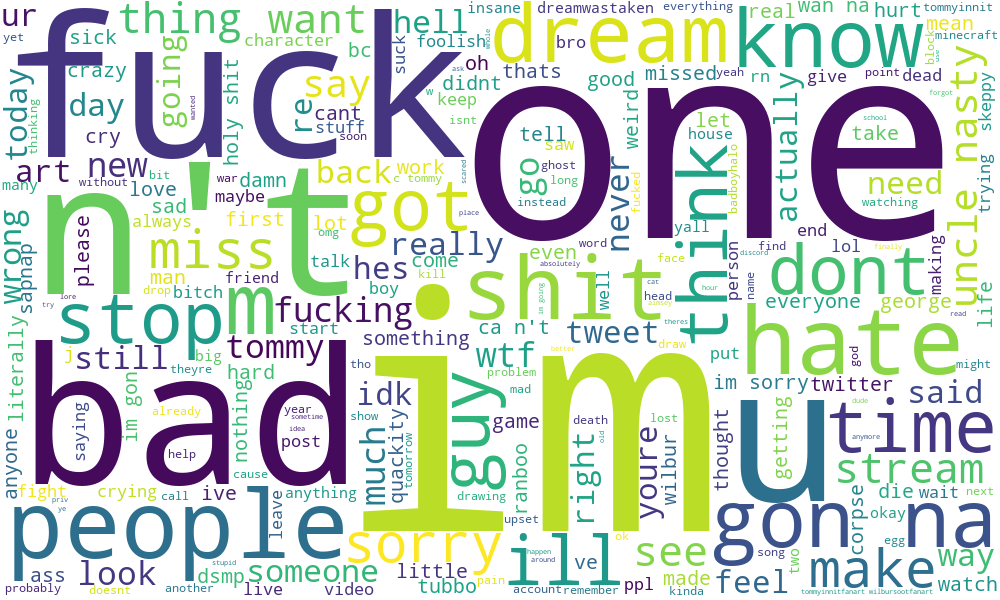 fuck
one
n't
bad
im
u
dream
know
thing want
hell
say
re
going
ur
sick
crazy
day
today
cry
art
new
bc
character
holy shit
insane
foolish
suck
oh
dreamwastaken
everything
bro
thats
didnt
cant
stuff
keep
soon
isnt
good
weird
missed
yeah
rn
real
wan na
hurt
tommyinnit
mean
minecraft
block
give
point
dead
skeppy
let
house
actually
school
take
need
uncle nasty
forgot
trying
watching
yet
thinking
wanted
ask
w
many
without
bit
war
maybe
love
damn
sad
always
first
lot
back
work
c tommy
scared
got
miss
really
never
tell
saw
go
ghost
long
instead
fucked
badboyhalo
yall
think
person
find
end
lol
word
absolutely
finally
discord
name
making
dont
everyone
george
life
read
wrong
please
sapnap
lore
try
man
friend
drop
bitch
boy
omg
talk
hes
come
place
even
face
kill
shit
cat
head
well
hour
theres
hate
god
might
stop
m
fucking
start
something
ca n't
tweet
draw
put
literally
j
still
big
theyre
tommy
tho
wtf
problem
better
im sorry
twitter
said
im gon
hard
nothing
idk
mad
game
guy
thought
getting
dude
time
saying
already
help
year
sometime
idea
post
show
death
old
lost
anymore
anyone
cause
much
quackity
tomorrow
ranboo
right
youre
wilbur
stream
fight
crying
call
ive
anything
leave
drawing
upset
die
wait
next
priv
ye
people
sorry
ill
ok
see
gon na
corpse
okay
egg
way
stupid
happen
around
song
two
make
ass
look
dsmp
someone
little
tubbo
pain
ve
ppl
made
feel
watch
probably
doesnt
another
live
video
account
remember
kinda
tommyinnitfanart
wilbursootfanart